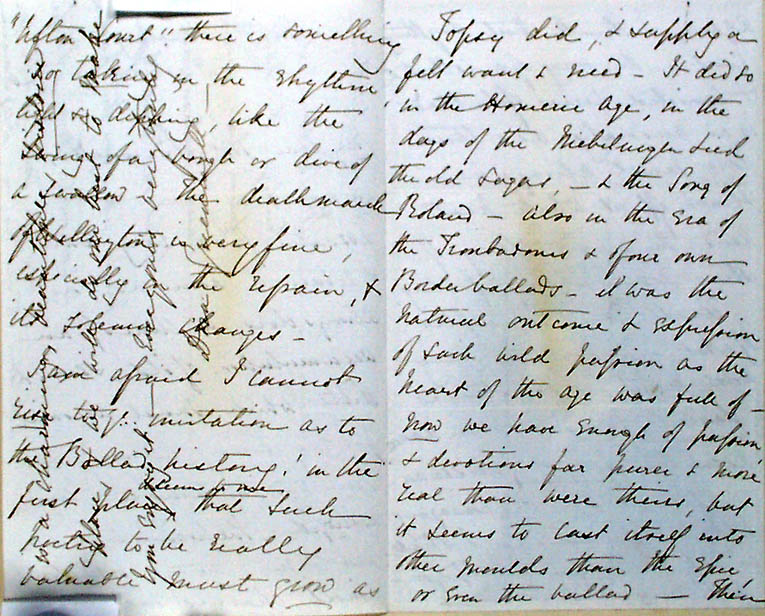 "Ufton Court" there is something
so taking in the rhythm
light & dipping, like the
swing of a bough or dive of
a swallow - The death march
of Wellington is very fine,
especially in the refrain, &
its solemn changes -
I am afraid I cannot
rise to yr. invitation as to
the Ballad history! in the
first place, it seems to me that such
poetry to be really
valuable must grow as
Topsy did, & supply a
felt want & need - It did so
in the Homeric Age, in the
days of the Niebelungen Lied
the old Sagas, - & the Song of
Roland - also in the Era of
the Troubadours & of our own
Border ballads - it was the
natural outcome & expression
of such wild passion as the
heart of the age was full of -
Now we have enough of passion
& devotions far purer & more
real than were theirs, but
it seems to cast itself into
other moulds than the Epic
or even the ballad - Then